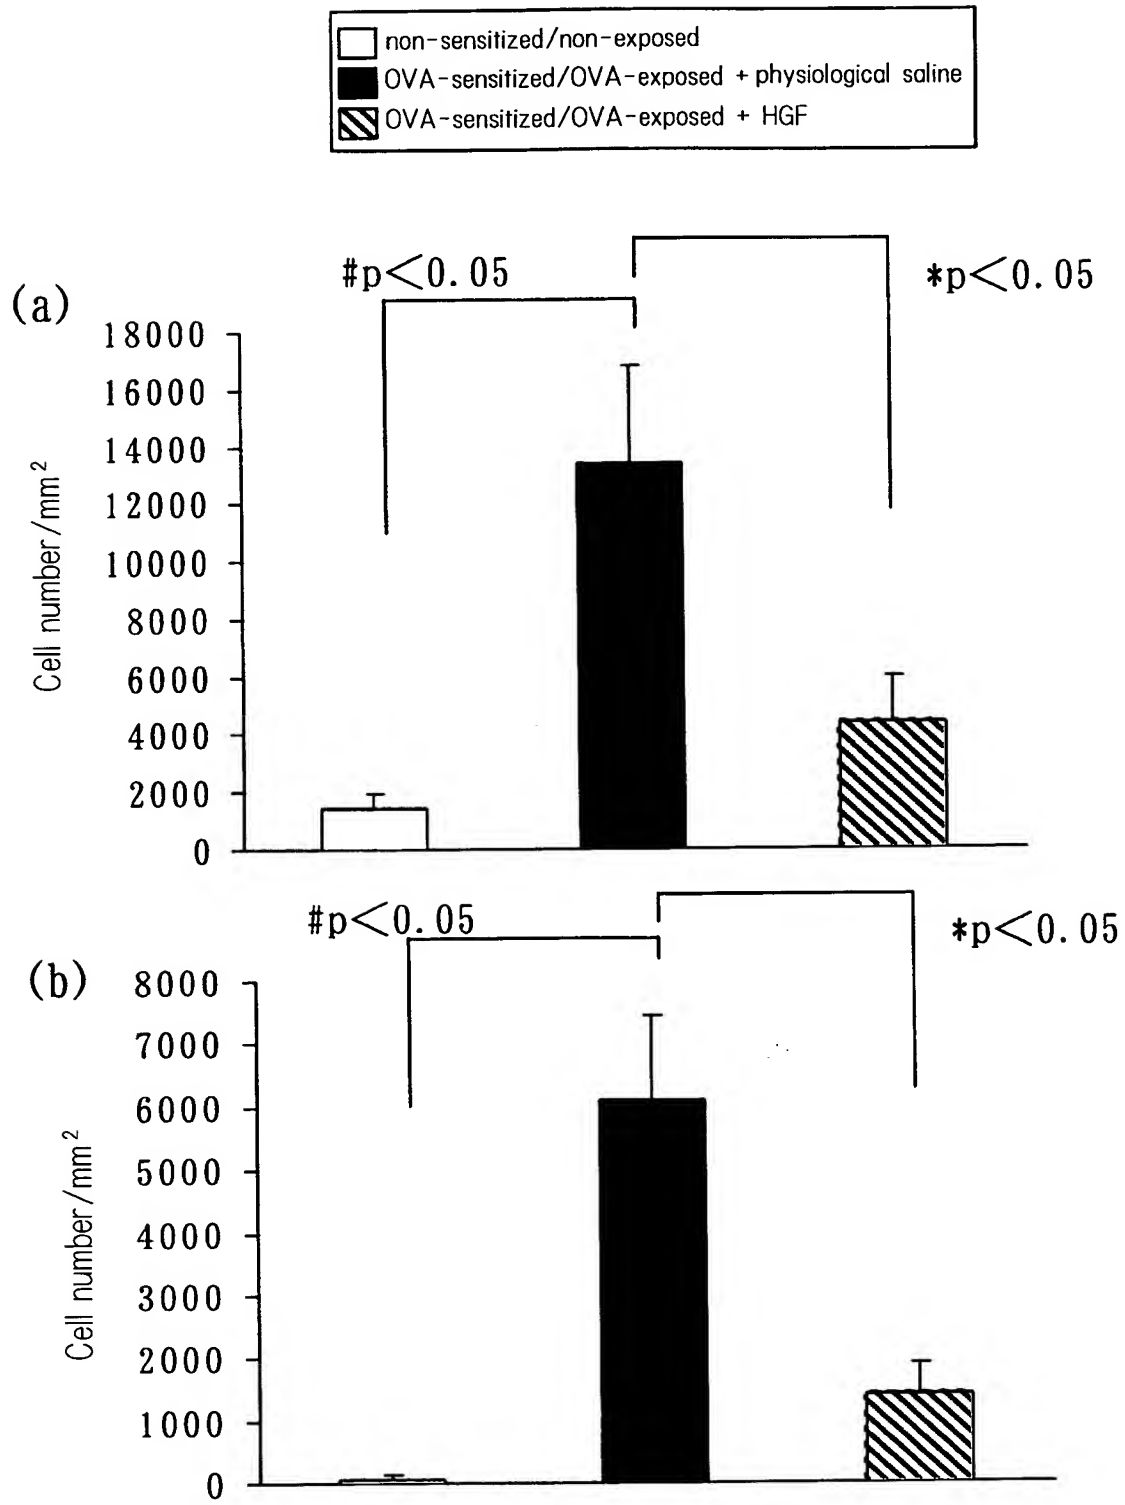 non-sensitized/non-exposed
OVA-sensitized/OVA-exposed + physiological saline
OVA-sensitized/OVA-exposed + HGF
#p<0.05
*p<0.05
(a)
18000
16000
14000
12000
10000
8000
6000
4000
2000
0
Cell number/mm²
#p<0.05
*p<0.05
(b)
8000
7000
6000
5000
4000
3000
2000
1000
0
Cell number/mm²